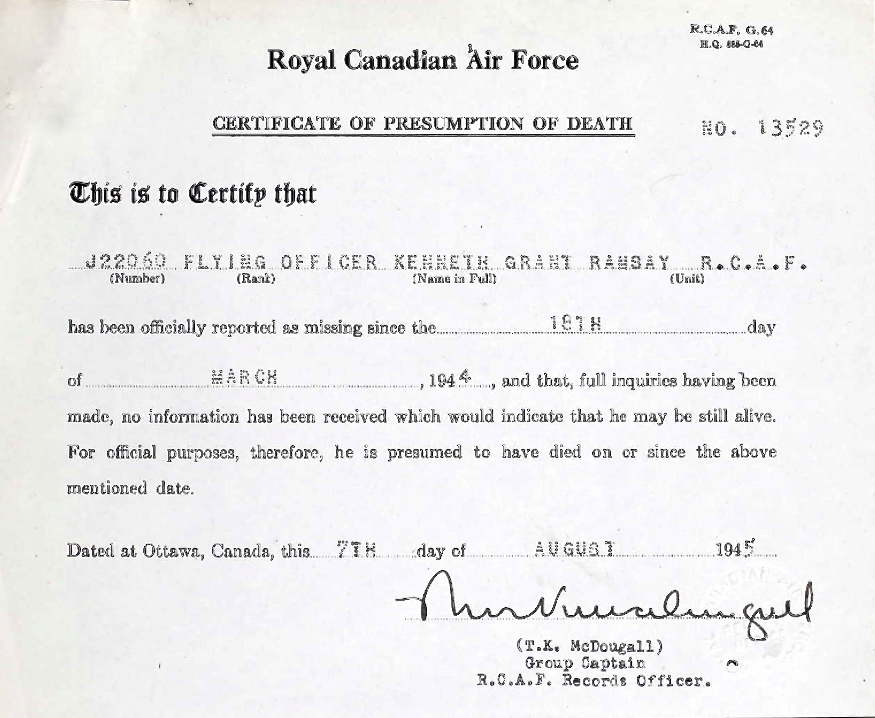 R.C.A.F. G.64
H.Q. 885-G-64
Royal Canadian Air Force
CERTIFICATE OF PRESUMPTION OF DEATH
NO. 13529
This is to Certify that
J22060 FLYING OFFICER KENNETH GRANT RAMSAY R.C.A.F.
(Number) (Rank) (Name in Full) (Unit)
has been officially reported as missing since the 18TH day
of MARCH , 1944 , and that, full inquiries having been
made, no information has been received which would indicate that he may be still alive.
For official purposes, therefore, he is presumed to have died on or since the above
mentioned date.
Dated at Ottawa, Canada, this 7TH day of AUGUST 1945
(T.K. McDougall)
Group Captain
R.C.A.F. Records Officer.